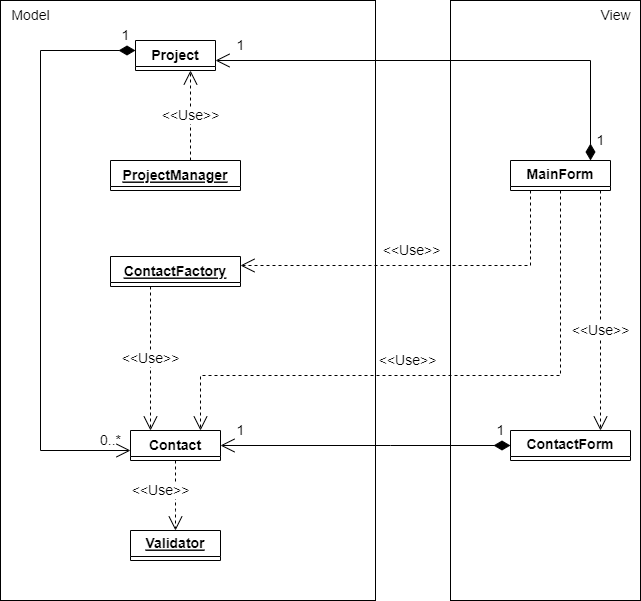 Model
View
1
Project
1
<<Use>>
1
ProjectManager
MainForm
<<Use>>
ContactFactory
<<Use>>
<<Use>>
<<Use>>
0..*
Contact
1
1
ContactForm
<<Use>>
Validator